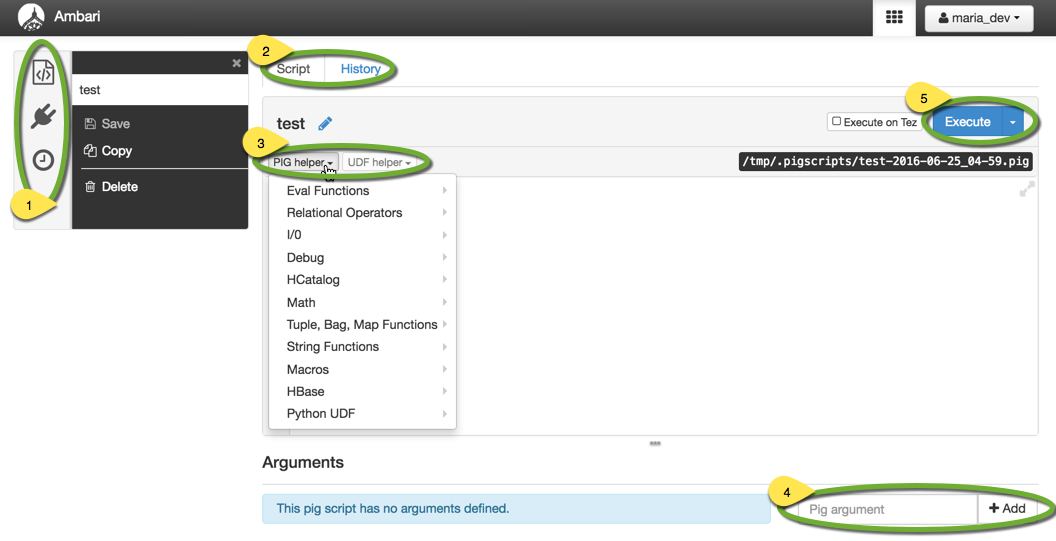 Ambari
maria_dev
2
Script History
test
5
test
Execute on Tez Execute
Save
3
Copy
PIG helper UDF helper
/tmp/.pigscripts/test-2016-06-25_04-59.pig
Delete
1
Eval Functions
Relational Operators
I/0
Debug
HCatalog
Math
Tuple, Bag, Map Functions
String Functions
Macros
HBase
Python UDF
Arguments
4
This pig script has no arguments defined.
Pig argument + Add